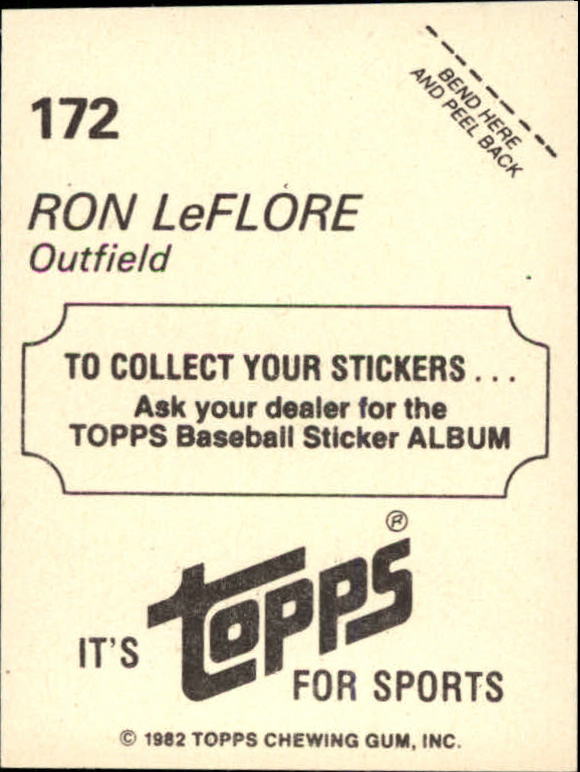 BEND HERE
AND PEEL BACK
172
RON LeFLORE
Outfield
TO COLLECT YOUR STICKERS...
Ask your dealer for the
TOPPS Baseball Sticker ALBUM
IT'S topps®
FOR SPORTS
© 1982 TOPPS CHEWING GUM, INC.